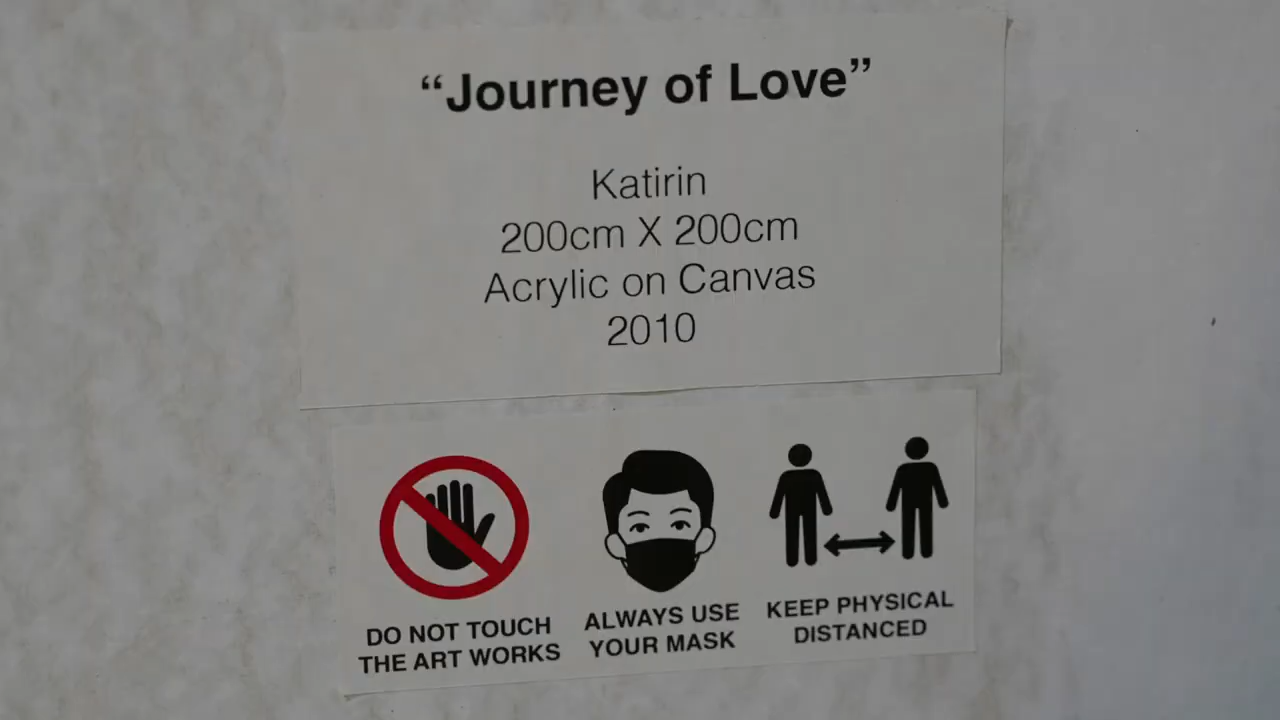 “Journey of Love”
Katirin
200cm X 200cm
Acrylic on Canvas
2010
DO NOT TOUCH
THE ART WORKS
ALWAYS USE
YOUR MASK
KEEP PHYSICAL
DISTANCED